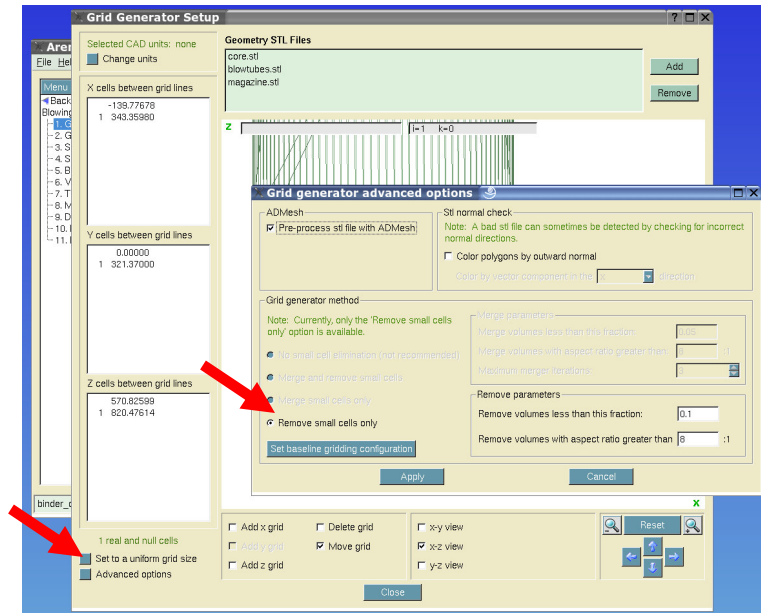 Grid Generator Setup
Selected CAD units: none
Change units
Geometry STL Files
core.stl
blowtubes.stl
magazine.stl
Add
Remove
Aren
File Hel
Menu
Back
Blowing
1. G
2. G
3. S
4. S
5. B
6. V
7. T
8. M
9. D
10.
11.
X cells between grid lines
-139.77678
1 343.35980
Z
i=1 k=0
Y cells between grid lines
0.00000
1 321.37000
Z cells between grid lines
570.82599
1 820.47614
Grid generator advanced options
ADMesh
Pre-process stl file with ADMesh
Stl normal check
Note: A bad stl file can sometimes be detected by checking for incorrect
normal directions.
Color polygons by outward normal
Color by vector component in the x direction
Grid generator method
Note: Currently, only the 'Remove small cells
only' option is available.
No small cell elimination (not recommended)
Merge and remove small cells
Merge small cells only
Remove small cells only
Set baseline gridding configuration
Merge parameters
Merge volumes less than this fraction: 0.05
Merge volumes with aspect ratio greater than: 8 :1
Maximum merger iterations:
Remove parameters
Remove volumes less than this fraction: 0.1
Remove volumes with aspect ratio greater than 8 :1
Apply
Cancel
X
binder_c
1 real and null cells
Set to a uniform grid size
Advanced options
Add x grid
Delete grid
Add y grid
Move grid
Add z grid
x-y view
x-z view
y-z view
Reset
Close